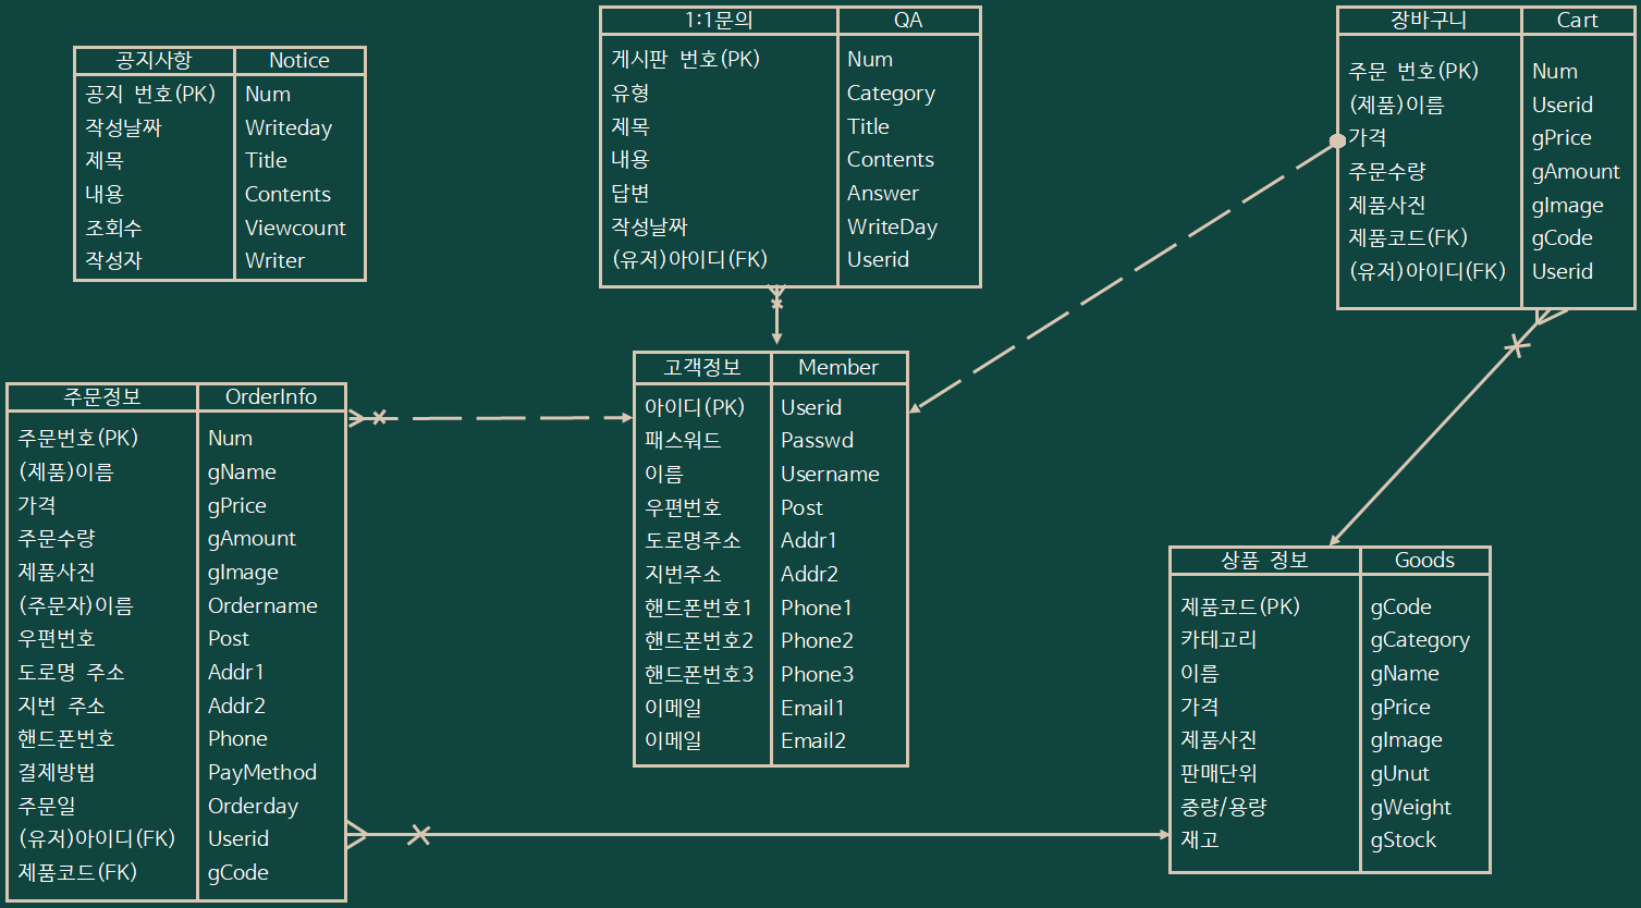 공지사항 Notice
공지 번호(PK) Num
작성날짜 Writeday
제목 Title
내용 Contents
조회수 Viewcount
작성자 Writer
1:1문의 QA
게시판 번호(PK) Num
유형 Category
제목 Title
내용 Contents
답변 Answer
작성날짜 WriteDay
(유저)아이디(FK) Userid
장바구니 Cart
주문 번호(PK) Num
(제품)이름 Userid
가격 gPrice
주문수량 gAmount
제품사진 gImage
제품코드(FK) gCode
(유저)아이디(FK) Userid
주문정보 OrderInfo
주문번호(PK) Num
(제품)이름 gName
가격 gPrice
주문수량 gAmount
제품사진 gImage
(주문자)이름 Ordername
우편번호 Post
도로명 주소 Addr1
지번 주소 Addr2
핸드폰번호 Phone
결제방법 PayMethod
주문일 Orderday
(유저)아이디(FK) Userid
제품코드(FK) gCode
고객정보 Member
아이디(PK) Userid
패스워드 Passwd
이름 Username
우편번호 Post
도로명주소 Addr1
지번주소 Addr2
핸드폰번호1 Phone1
핸드폰번호2 Phone2
핸드폰번호3 Phone3
이메일 Email1
이메일 Email2
상품 정보 Goods
제품코드(PK) gCode
카테고리 gCategory
이름 gName
가격 gPrice
제품사진 gImage
판매단위 gUnut
중량/용량 gWeight
재고 gStock